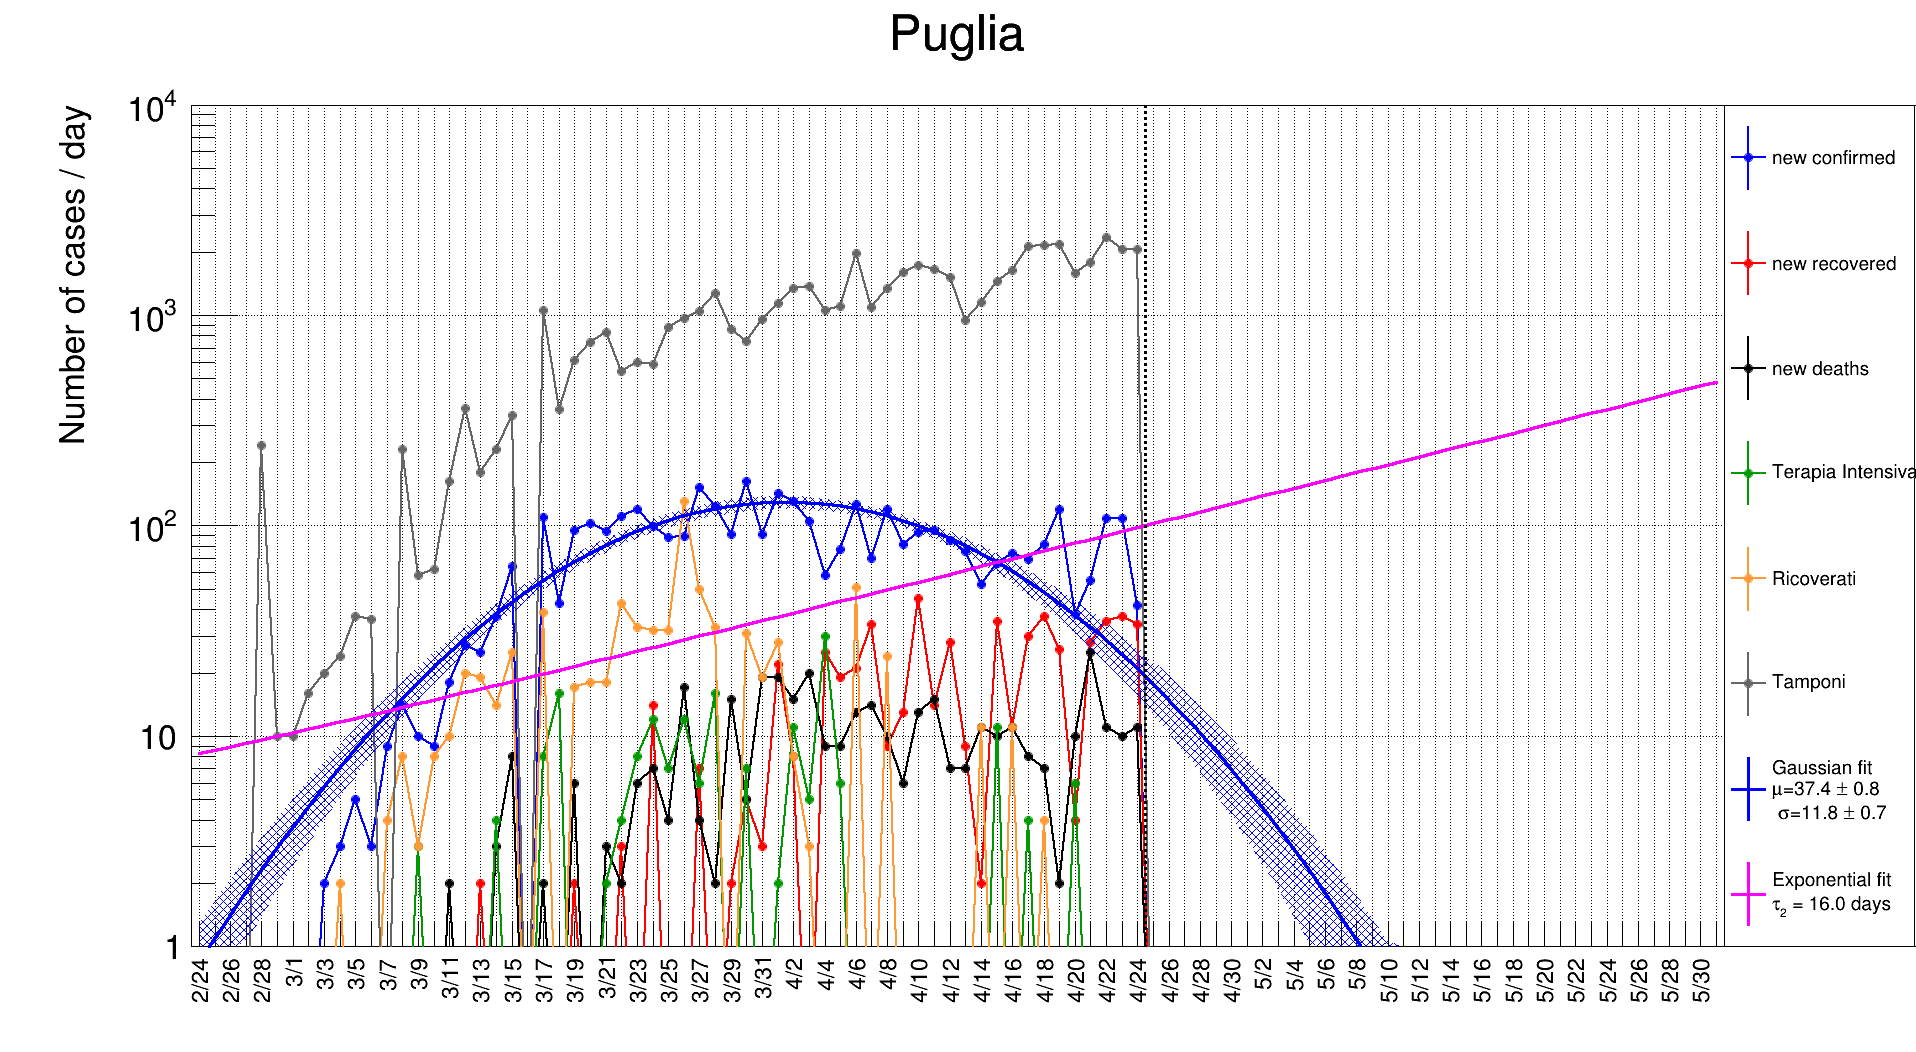 Puglia
Number of cases / day
10^4
10^3
10^2
10
1
2/24 2/26 2/28 3/1 3/3 3/5 3/7 3/9 3/11 3/13 3/15 3/17 3/19 3/21 3/23 3/25 3/27 3/29 3/31 4/2 4/4 4/6 4/8 4/10 4/12 4/14 4/16 4/18 4/20 4/22 4/24 4/26 4/28 4/30 5/2 5/4 5/6 5/8 5/10 5/12 5/14 5/16 5/18 5/20 5/22 5/24 5/26 5/28 5/30
new confirmed
new recovered
new deaths
Terapia Intensiva
Ricoverati
Tamponi
Gaussian fit
μ=37.4 ± 0.8
σ=11.8 ± 0.7
Exponential fit
τ_2 = 16.0 days